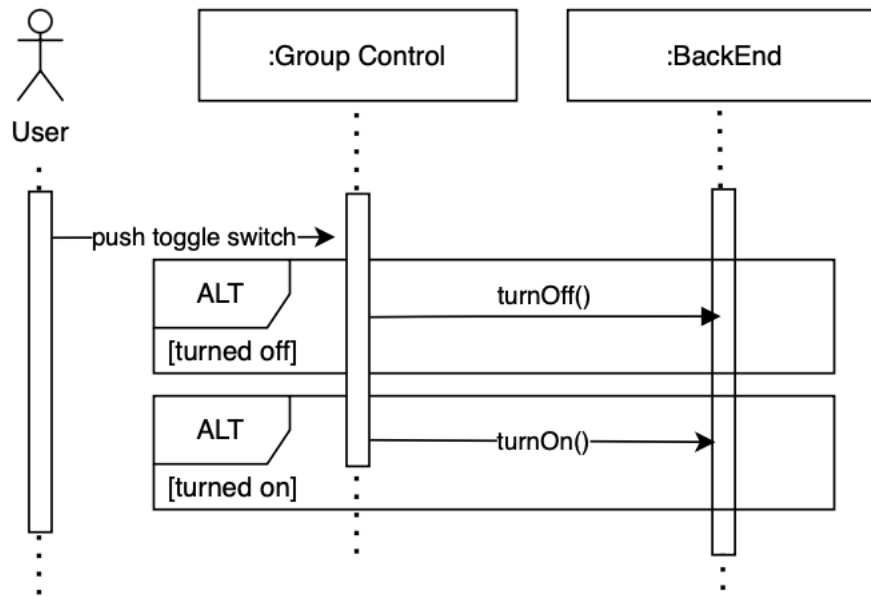 :Group Control
:BackEnd
User
push toggle switch
ALT
turnOff()
[turned off]
ALT
turnOn()
[turned on]